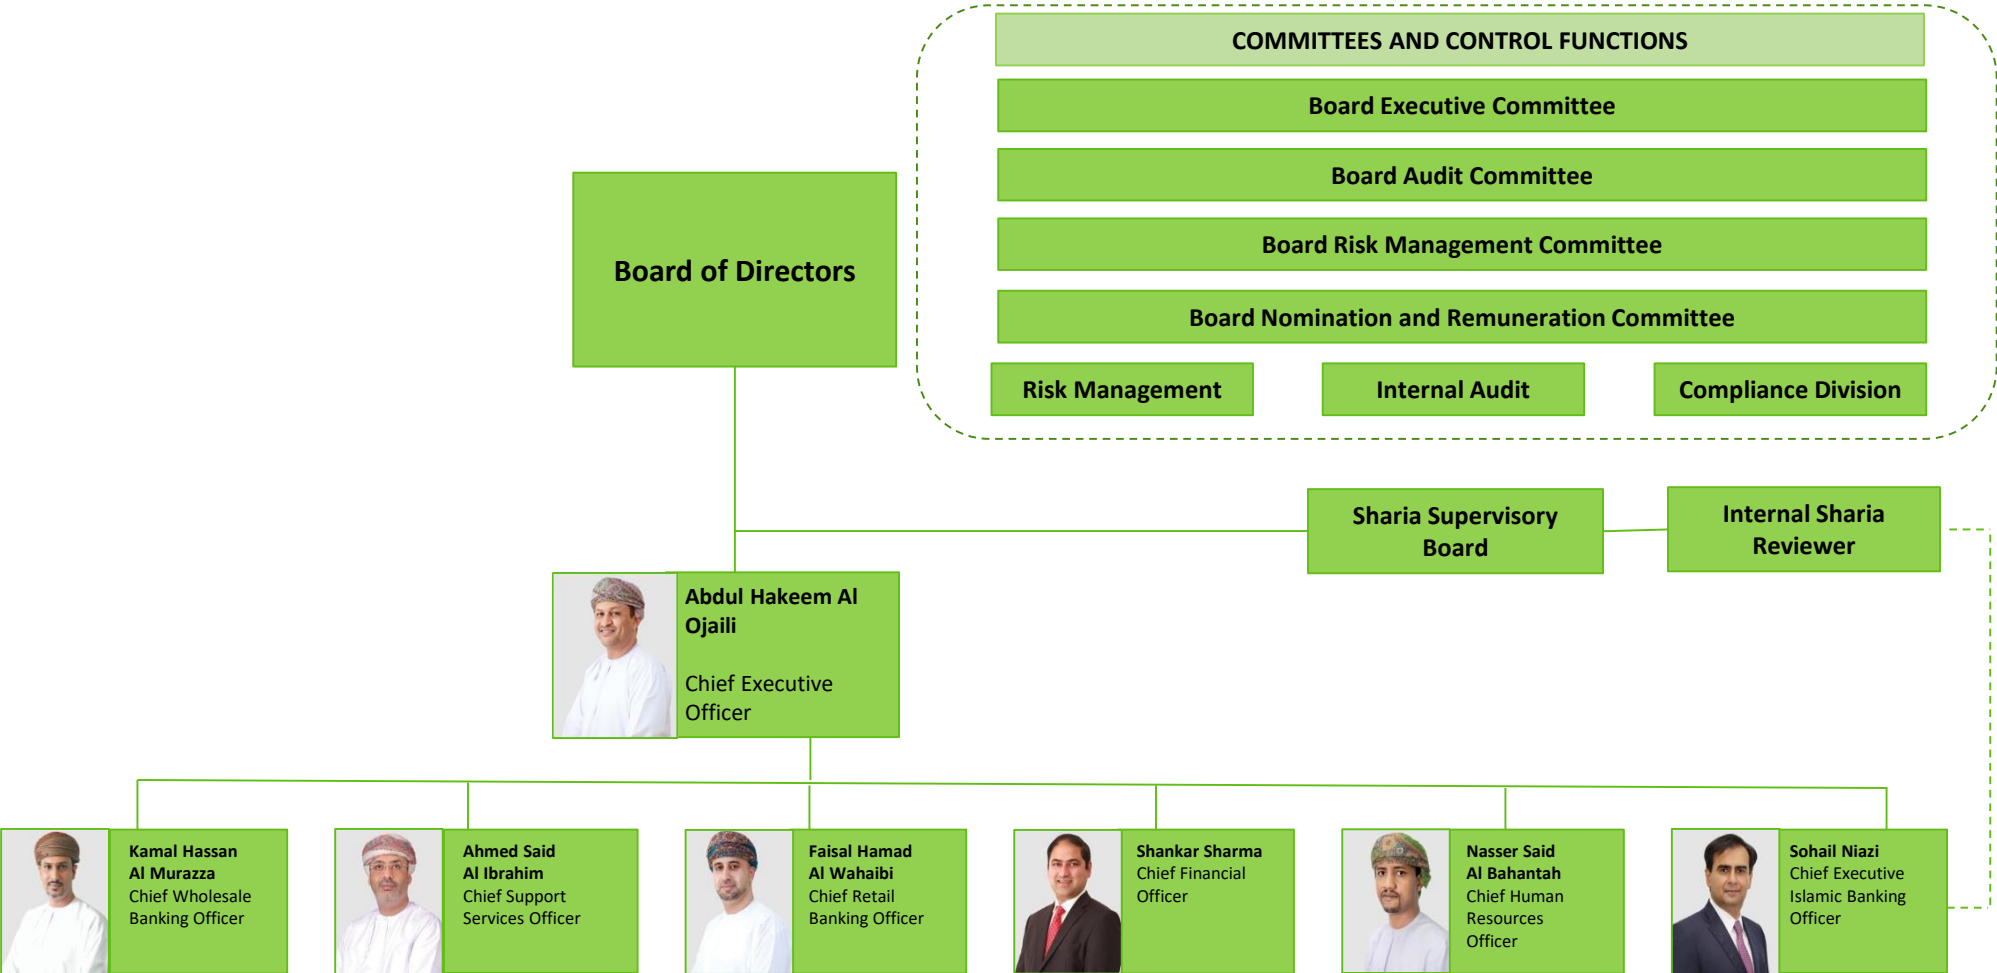 COMMITTEES AND CONTROL FUNCTIONS
Board Executive Committee
Board Audit Committee
Board Risk Management Committee
Board Nomination and Remuneration Committee
Risk Management
Internal Audit
Compliance Division
Board of Directors
Sharia Supervisory
Board
Internal Sharia
Reviewer
Abdul Hakeem Al
Ojaili
Chief Executive
Officer
Kamal Hassan
Al Murazza
Chief Wholesale
Banking Officer
Ahmed Said
Al Ibrahim
Chief Support
Services Officer
Faisal Hamad
Al Wahaibi
Chief Retail
Banking Officer
Shankar Sharma
Chief Financial
Officer
Nasser Said
Al Bahantah
Chief Human
Resources
Officer
Sohail Niazi
Chief Executive
Islamic Banking
Officer